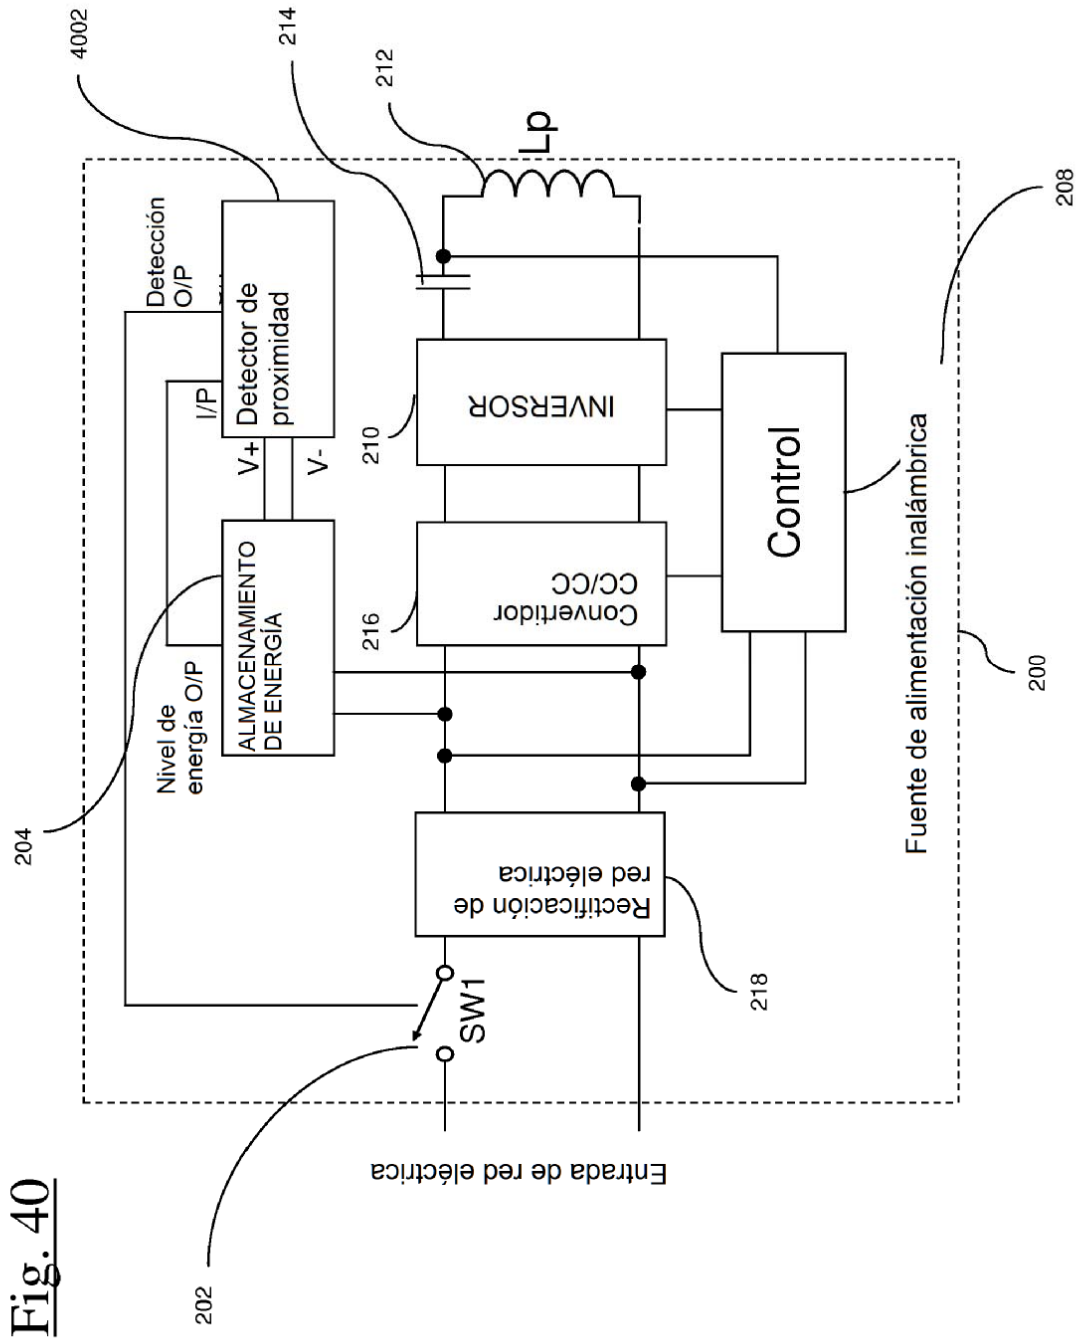 Fig. 40
4002
214
212
204
202
Detección
O/P
I/P
Detector de
proximidad
V+
V-
Nivel de
energía O/P
ALMACENAMIENTO
DE ENERGÍA
Lp
210
INVERSOR
216
Convertidor
CC/CC
Control
208
Rectificación de
red eléctrica
218
SW1
Entrada de red eléctrica
Fuente de alimentación inalámbrica
200